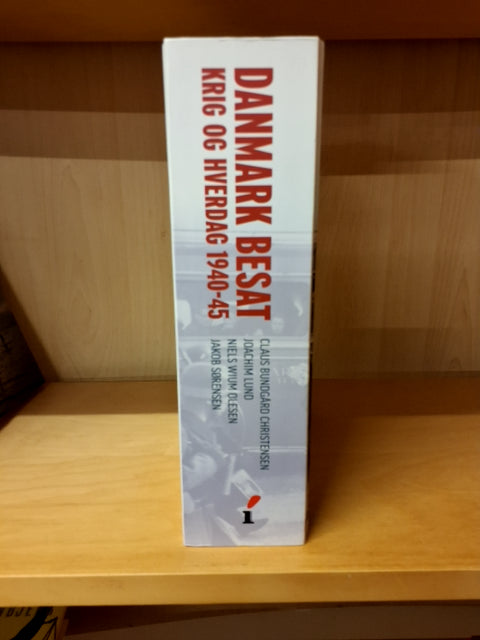 DANMARK BESAT
KRIG OG HVERDAG 1940-45
CLAUS BUNDGÅRD CHRISTENSEN
JOACHIM LUND
NIELS WIUM OLESEN
JAKOB SØRENSEN
i